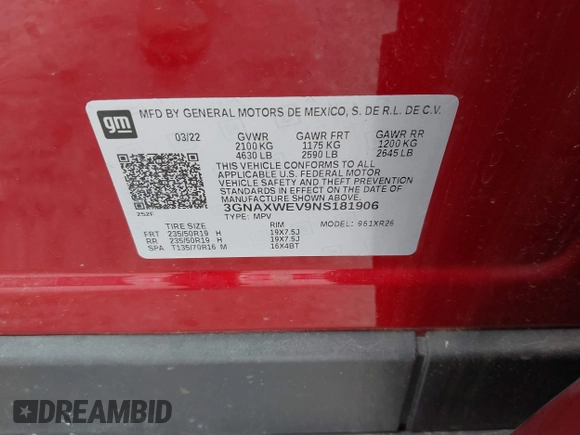 gm
MFD BY GENERAL MOTORS DE MEXICO, S. DE R.L. DE C.V.
03/22 GVWR GAWR FRT GAWR RR
2100 KG 1175 KG 1200 KG
4630 LB 2590 LB 2645 LB
THIS VEHICLE CONFORMS TO ALL
APPLICABLE U.S. FEDERAL MOTOR
VEHICLE SAFETY AND THEFT PREVENTION
STANDARDS IN EFFECT ON THE DATE
OF MANUFACTURE SHOWN ABOVE.
3GNAXWEV9NS181906
252F TYPE: MPV MODEL: 961XR26
TIRE SIZE RIM
FRT 235/50R19 H 19X7.5J
RR 235/50R19 H 19X7.5J
SPA T135/70R16 M 16X4BT
DREAMBID